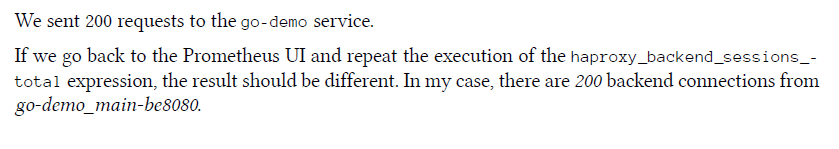 We sent 200 requests to the go-demo service.
If we go back to the Prometheus UI and repeat the execution of the haproxy_backend_sessions_-
total expression, the result should be different. In my case, there are 200 backend connections from
go-demo_main-be8080.